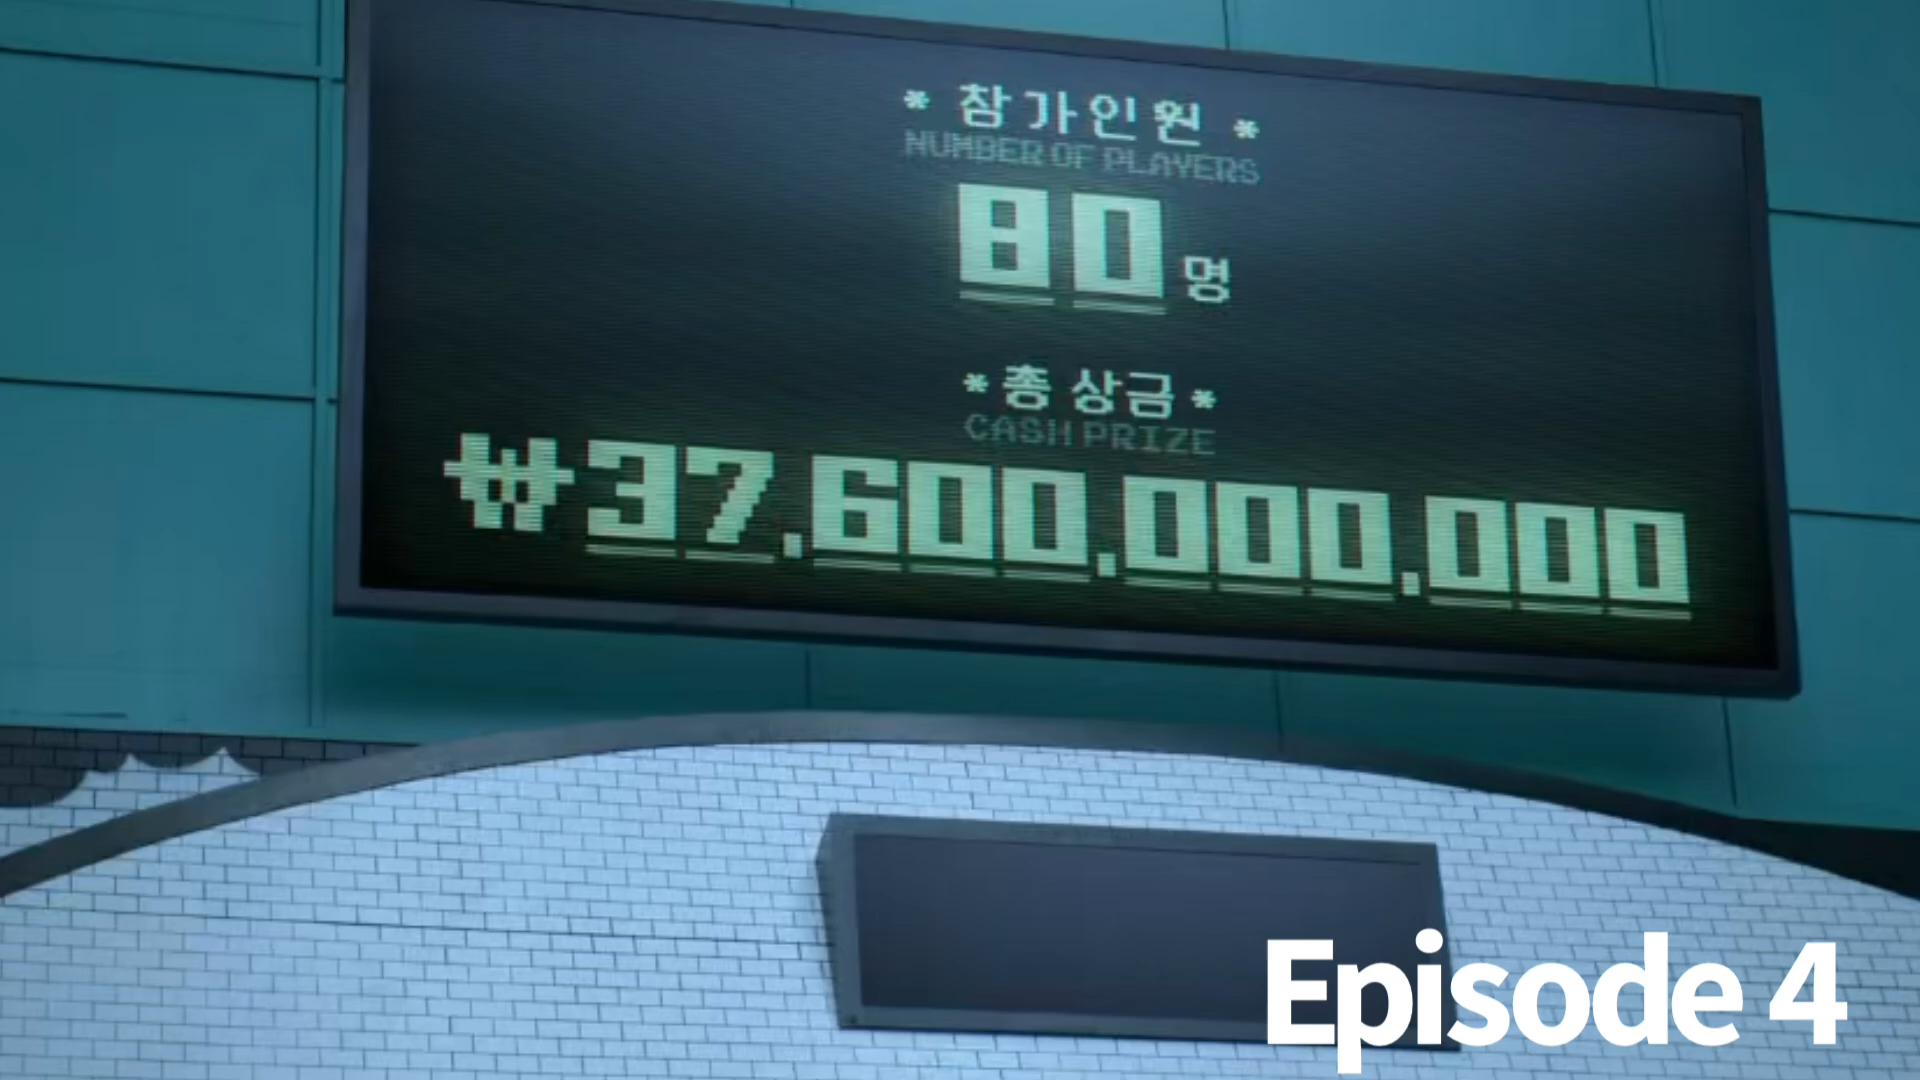 * 참가인원 *
NUMBER OF PLAYERS
80 명
* 총 상금 *
CASH PRIZE
₩37,600,000,000
Episode 4